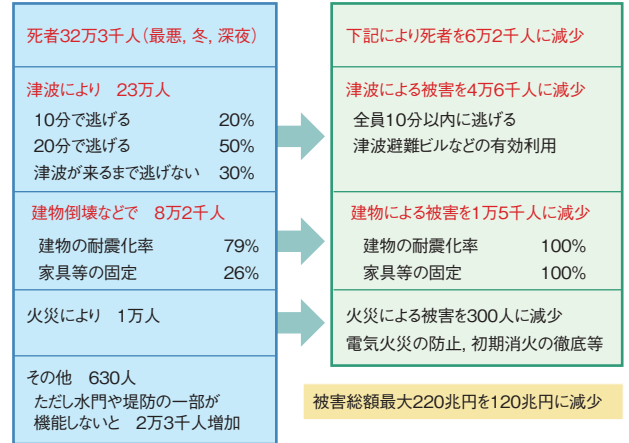 死者32万3千人(最悪, 冬, 深夜)
津波により 23万人
10分で逃げる 20%
20分で逃げる 50%
津波が来るまで逃げない 30%
建物倒壊などで 8万2千人
建物の耐震化率 79%
家具等の固定 26%
火災により 1万人
その他 630人
ただし水門や堤防の一部が
機能しないと 2万3千人増加
下記により死者を6万2千人に減少
津波による被害を4万6千人に減少
全員10分以内に逃げる
津波避難ビルなどの有効利用
建物による被害を1万5千人に減少
建物の耐震化率 100%
家具等の固定 100%
火災による被害を300人に減少
電気火災の防止, 初期消火の徹底等
被害総額最大220兆円を120兆円に減少